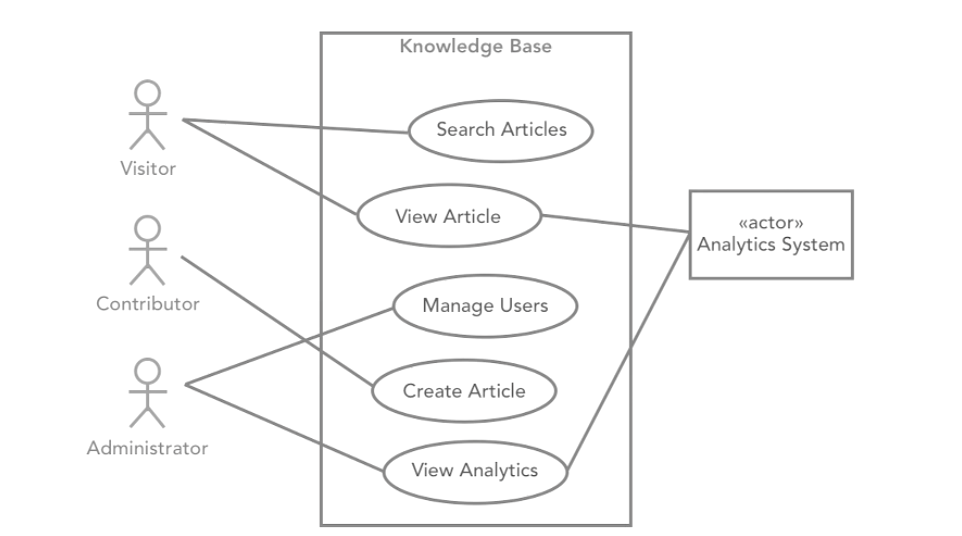 Knowledge Base
Visitor
Search Articles
View Article
«actor»
Analytics System
Contributor
Manage Users
Create Article
Administrator
View Analytics